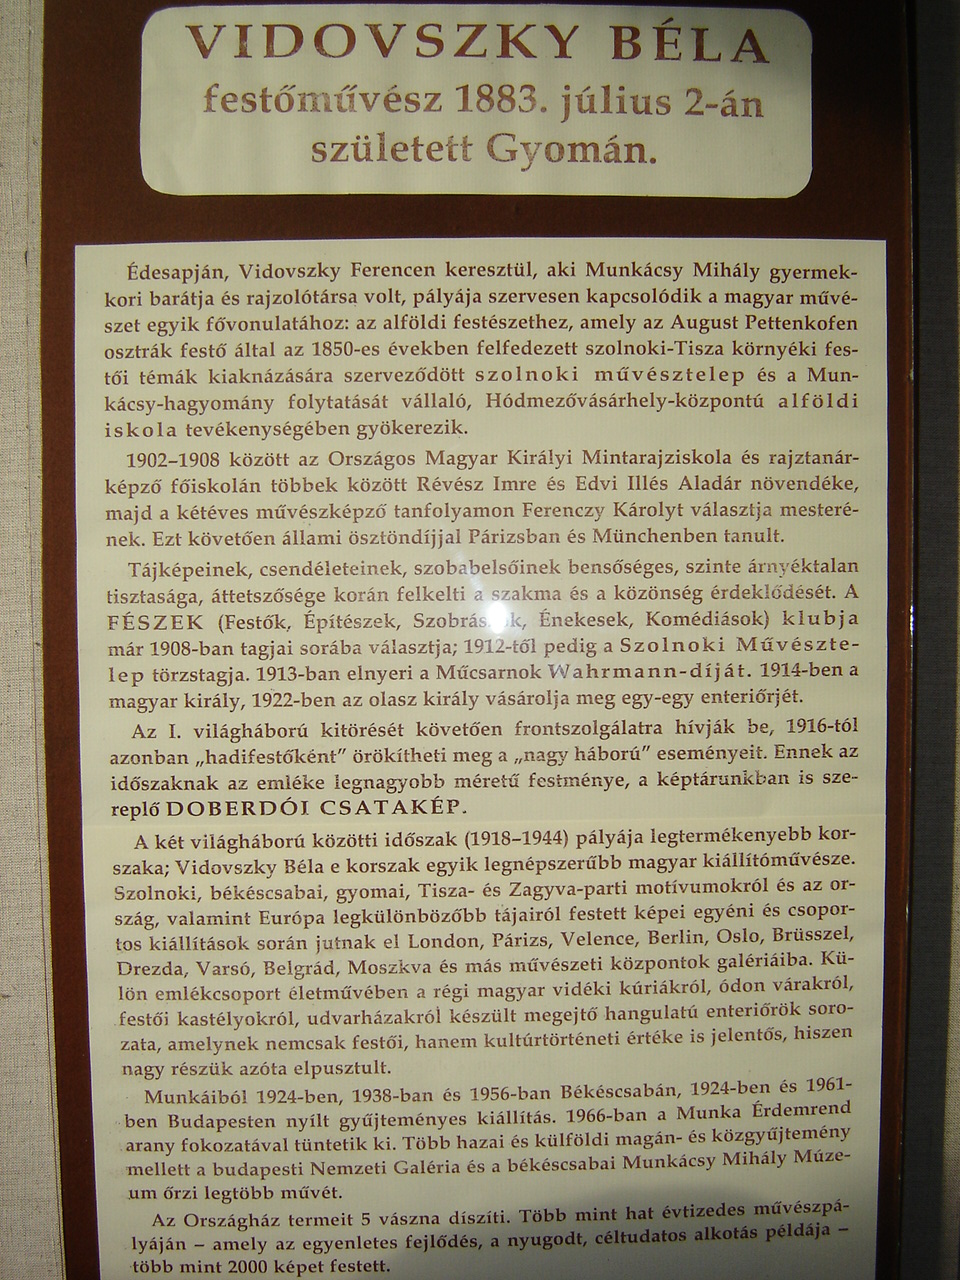 VIDOVSZKY BÉLA
festőművész 1883. július 2-án
született Gyomán.
Édesapján, Vidovszky Ferencen keresztül, aki Munkácsy Mihály gyermek-
kori barátja és rajzolótársa volt, pályája szervesen kapcsolódik a magyar művé-
szet egyik fővonulatához: az alföldi festészethez, amely az August Pettenkofen
osztrák festő által az 1850-es években felfedezett szolnoki-Tisza környéki fes-
tői témák kiaknázására szerveződött szolnoki művésztelep és a Mun-
kácsy-hagyomány folytatását vállaló, Hódmezővásárhely-központú alföldi
iskola tevékenységében gyökerezik.
1902-1908 között az Országos Magyar Királyi Mintarajziskola és rajztanár-
képző főiskolán többek között Révész Imre és Edvi Illés Aladár növendéke,
majd a kétéves művészképző tanfolyamon Ferenczy Károlyt választja mesteré-
nek. Ezt követően állami ösztöndíjjal Párizsban és Münchenben tanult.
Tájképeinek, csendéleteinek, szobabelsőinek bensőséges, szinte árnyéktalan
tisztasága, áttetszősége korán felkelti a szakma és a közönség érdeklődését. A
FÉSZEK (Festők, Építészek, Szobrászok, Énekesek, Komédiások) klubja
már 1908-ban tagjai sorába választja; 1912-től pedig a Szolnoki Művészte-
lep törzstagja. 1913-ban elnyeri a Műcsarnok Wahrmann-díját. 1914-ben a
magyar király, 1922-ben az olasz király vásárolja meg egy-egy enteriőrjét.
Az I. világháború kitörését követően frontszolgálatra hívják be, 1916-tól
azonban „hadifestőként" örökítheti meg a „nagy háború" eseményeit. Ennek az
időszaknak az emléke legnagyobb méretű festménye, a képtárunkban is sze-
replő DOBERDÓI CSATAKÉP.
A két világháború közötti időszak (1918-1944) pályája legtermékenyebb kor-
szaka; Vidovszky Béla e korszak egyik legnépszerűbb magyar kiállítóművésze.
Szolnoki, békéscsabai, gyomai, Tisza- és Zagyva-parti motívumokról és az or-
szág, valamint Európa legkülönbözőbb tájairól festett képei egyéni és csopor-
tos kiállítások során jutnak el London, Párizs, Velence, Berlin, Oslo, Brüsszel,
Drezda, Varsó, Belgrád, Moszkva és más művészeti központok galériáiba. Kü-
lön emlékcsoport életművében a régi magyar vidéki kúriákról, ódon várakról,
festői kastélyokról, udvarházakról készült megejtő hangulatú enteriőrök soro-
zata, amelynek nemcsak festői, hanem kultúrtörténeti értéke is jelentős, hiszen
nagy részük azóta elpusztult.
Munkáiból 1924-ben, 1938-ban és 1956-ban Békéscsabán, 1924-ben és 1961-
ben Budapesten nyílt gyűjteményes kiállítás. 1966-ban a Munka Érdemrend
arany fokozatával tüntetik ki. Több hazai és külföldi magán- és közgyűjtemény
mellett a budapesti Nemzeti Galéria és a békéscsabai Munkácsy Mihály Múze-
um őrzi legtöbb művét.
Az Országház termeit 5 vászna díszíti. Több mint hat évtizedes művészpá-
lyáján – amely az egyenletes fejlődés, a nyugodt, céltudatos alkotás példája –
több mint 2000 képet festett.